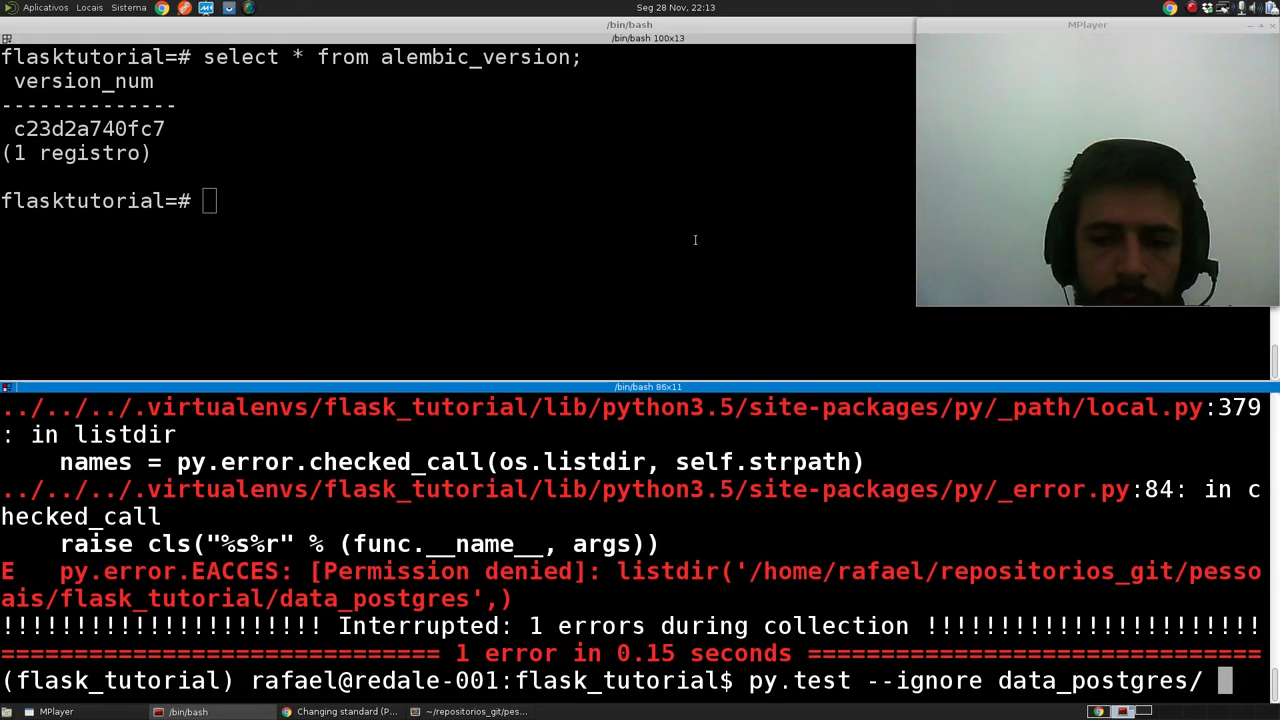 Aplicativos Locais Sistema
Seg 28 Nov, 22:13
/bin/bash
MPlayer
/bin/bash 100x13
flasktutorial=# select * from alembic_version;
version_num
--------------
c23d2a740fc7
(1 registro)
flasktutorial=#
/bin/bash 86x11
../../../.virtualenvs/flask_tutorial/lib/python3.5/site-packages/py/_path/local.py:379
: in listdir
names = py.error.checked_call(os.listdir, self.strpath)
../../../.virtualenvs/flask_tutorial/lib/python3.5/site-packages/py/_error.py:84: in c
hecked_call
raise cls("%s%r" % (func.__name__, args))
E   py.error.EACCES: [Permission denied]: listdir('/home/rafael/repositorios_git/pesso
ais/flask_tutorial/data_postgres',)
!!!!!!!!!!!!!!!!!!!!!! Interrupted: 1 errors during collection !!!!!!!!!!!!!!!!!!!!!!!
============================= 1 error in 0.15 seconds ===============================
(flask_tutorial) rafael@redale-001:flask_tutorial$ py.test --ignore data_postgres/
MPlayer
/bin/bash
Changing standard (P...
~/repositorios_git/pes...